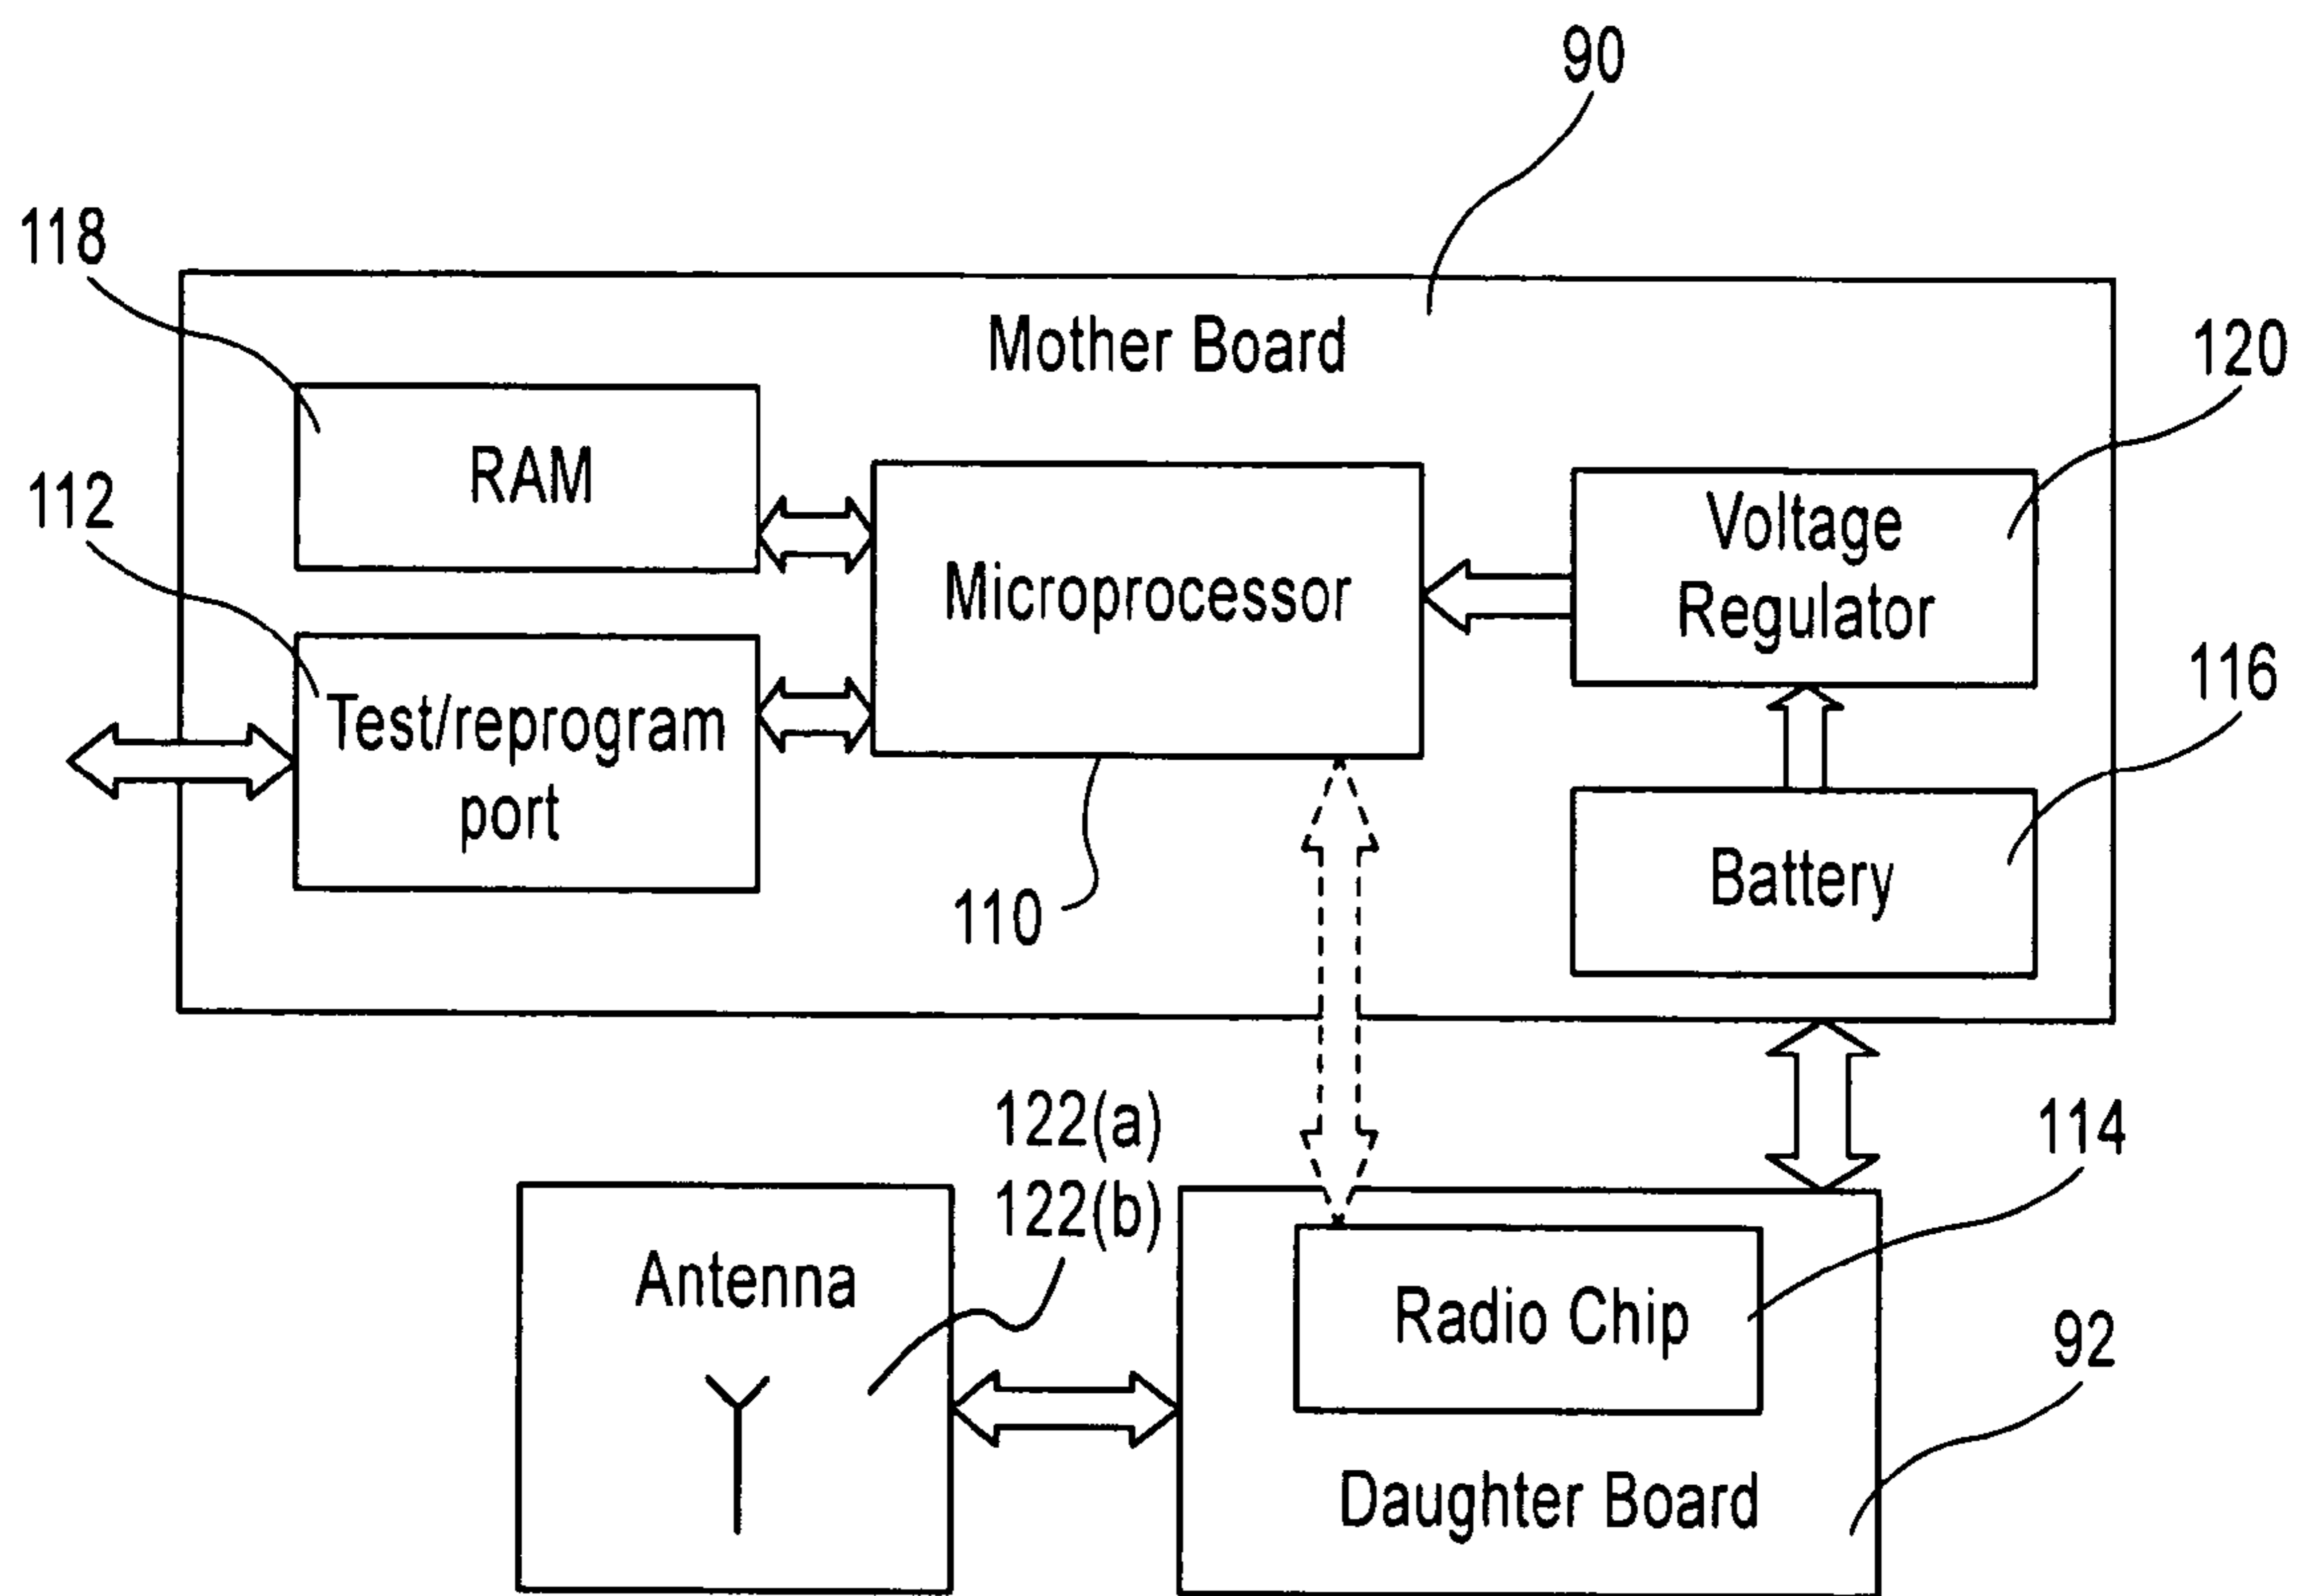 90
118
Mother Board
120
RAM
112
Microprocessor
Voltage
Regulator
116
Test/reprogram
port
Battery
110
122(a)
122(b)
114
Antenna
Radio Chip
92
Daughter Board